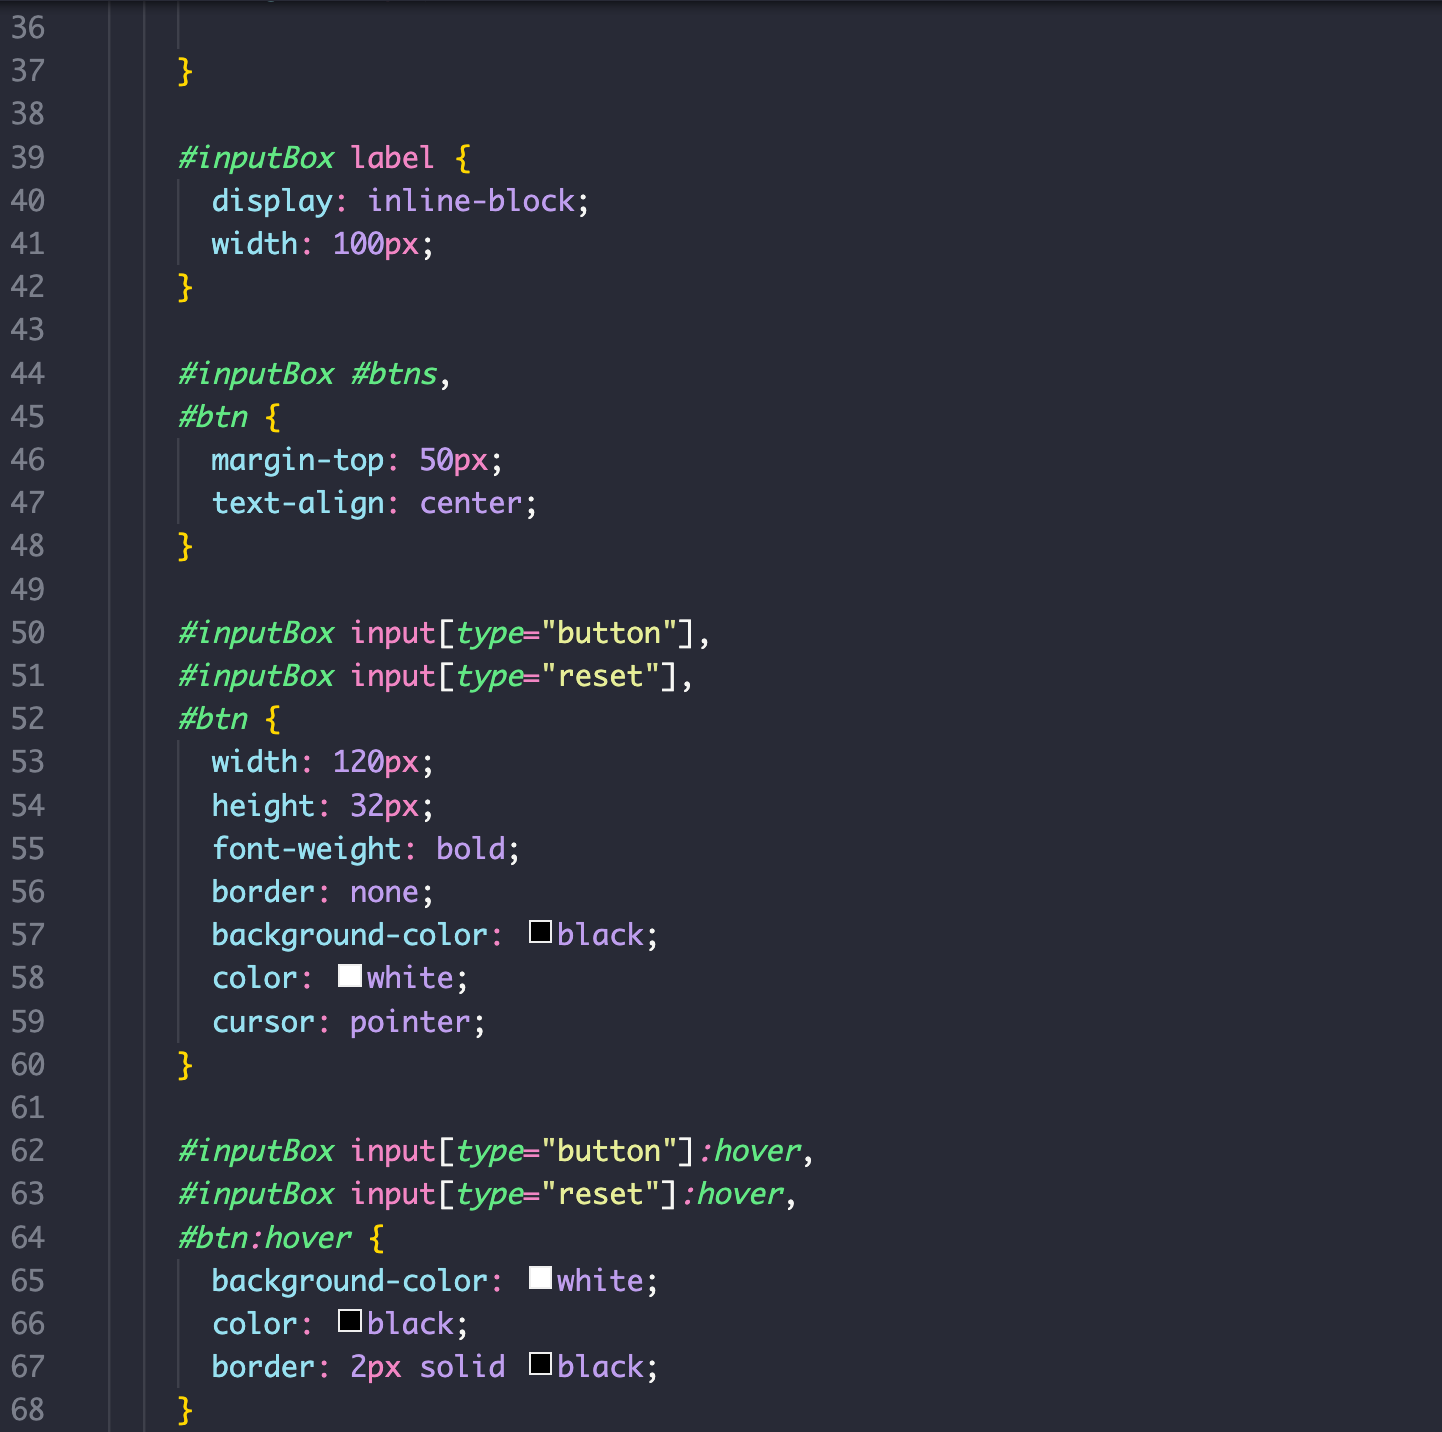 36
37 }
38
39 #inputBox label {
40 display: inline-block;
41 width: 100px;
42 }
43
44 #inputBox #btns,
45 #btn {
46 margin-top: 50px;
47 text-align: center;
48 }
49
50 #inputBox input[type="button"],
51 #inputBox input[type="reset"],
52 #btn {
53 width: 120px;
54 height: 32px;
55 font-weight: bold;
56 border: none;
57 background-color: black;
58 color: white;
59 cursor: pointer;
60 }
61
62 #inputBox input[type="button"]:hover,
63 #inputBox input[type="reset"]:hover,
64 #btn:hover {
65 background-color: white;
66 color: black;
67 border: 2px solid black;
68 }